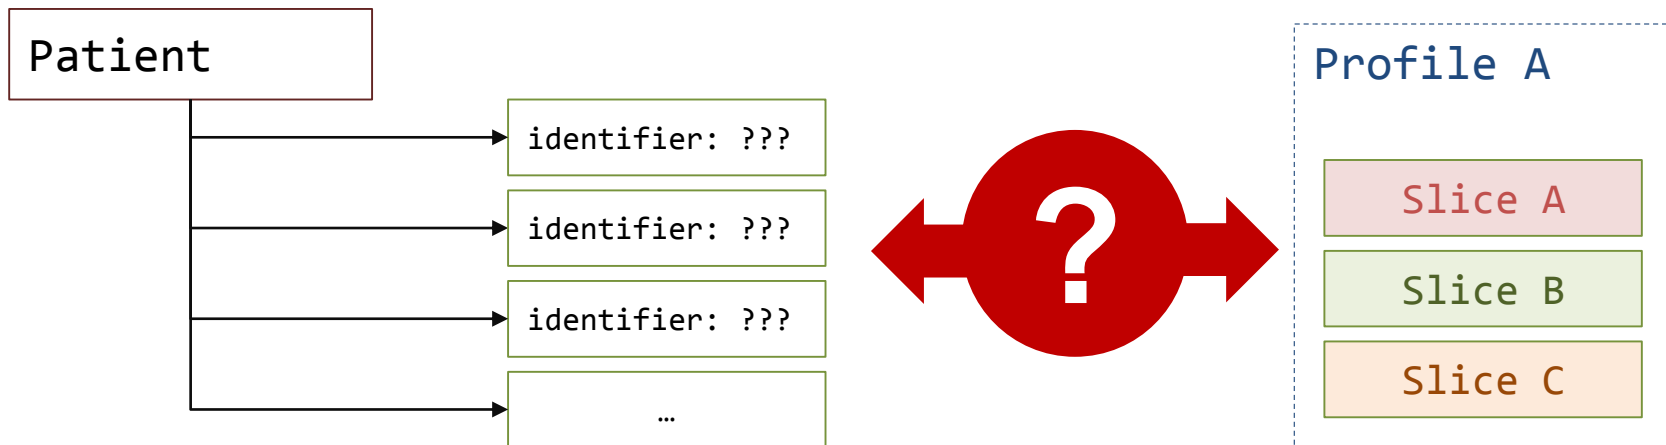 Patient
identifier: ???
identifier: ???
identifier: ???
…
?
Profile A
Slice A
Slice B
Slice C